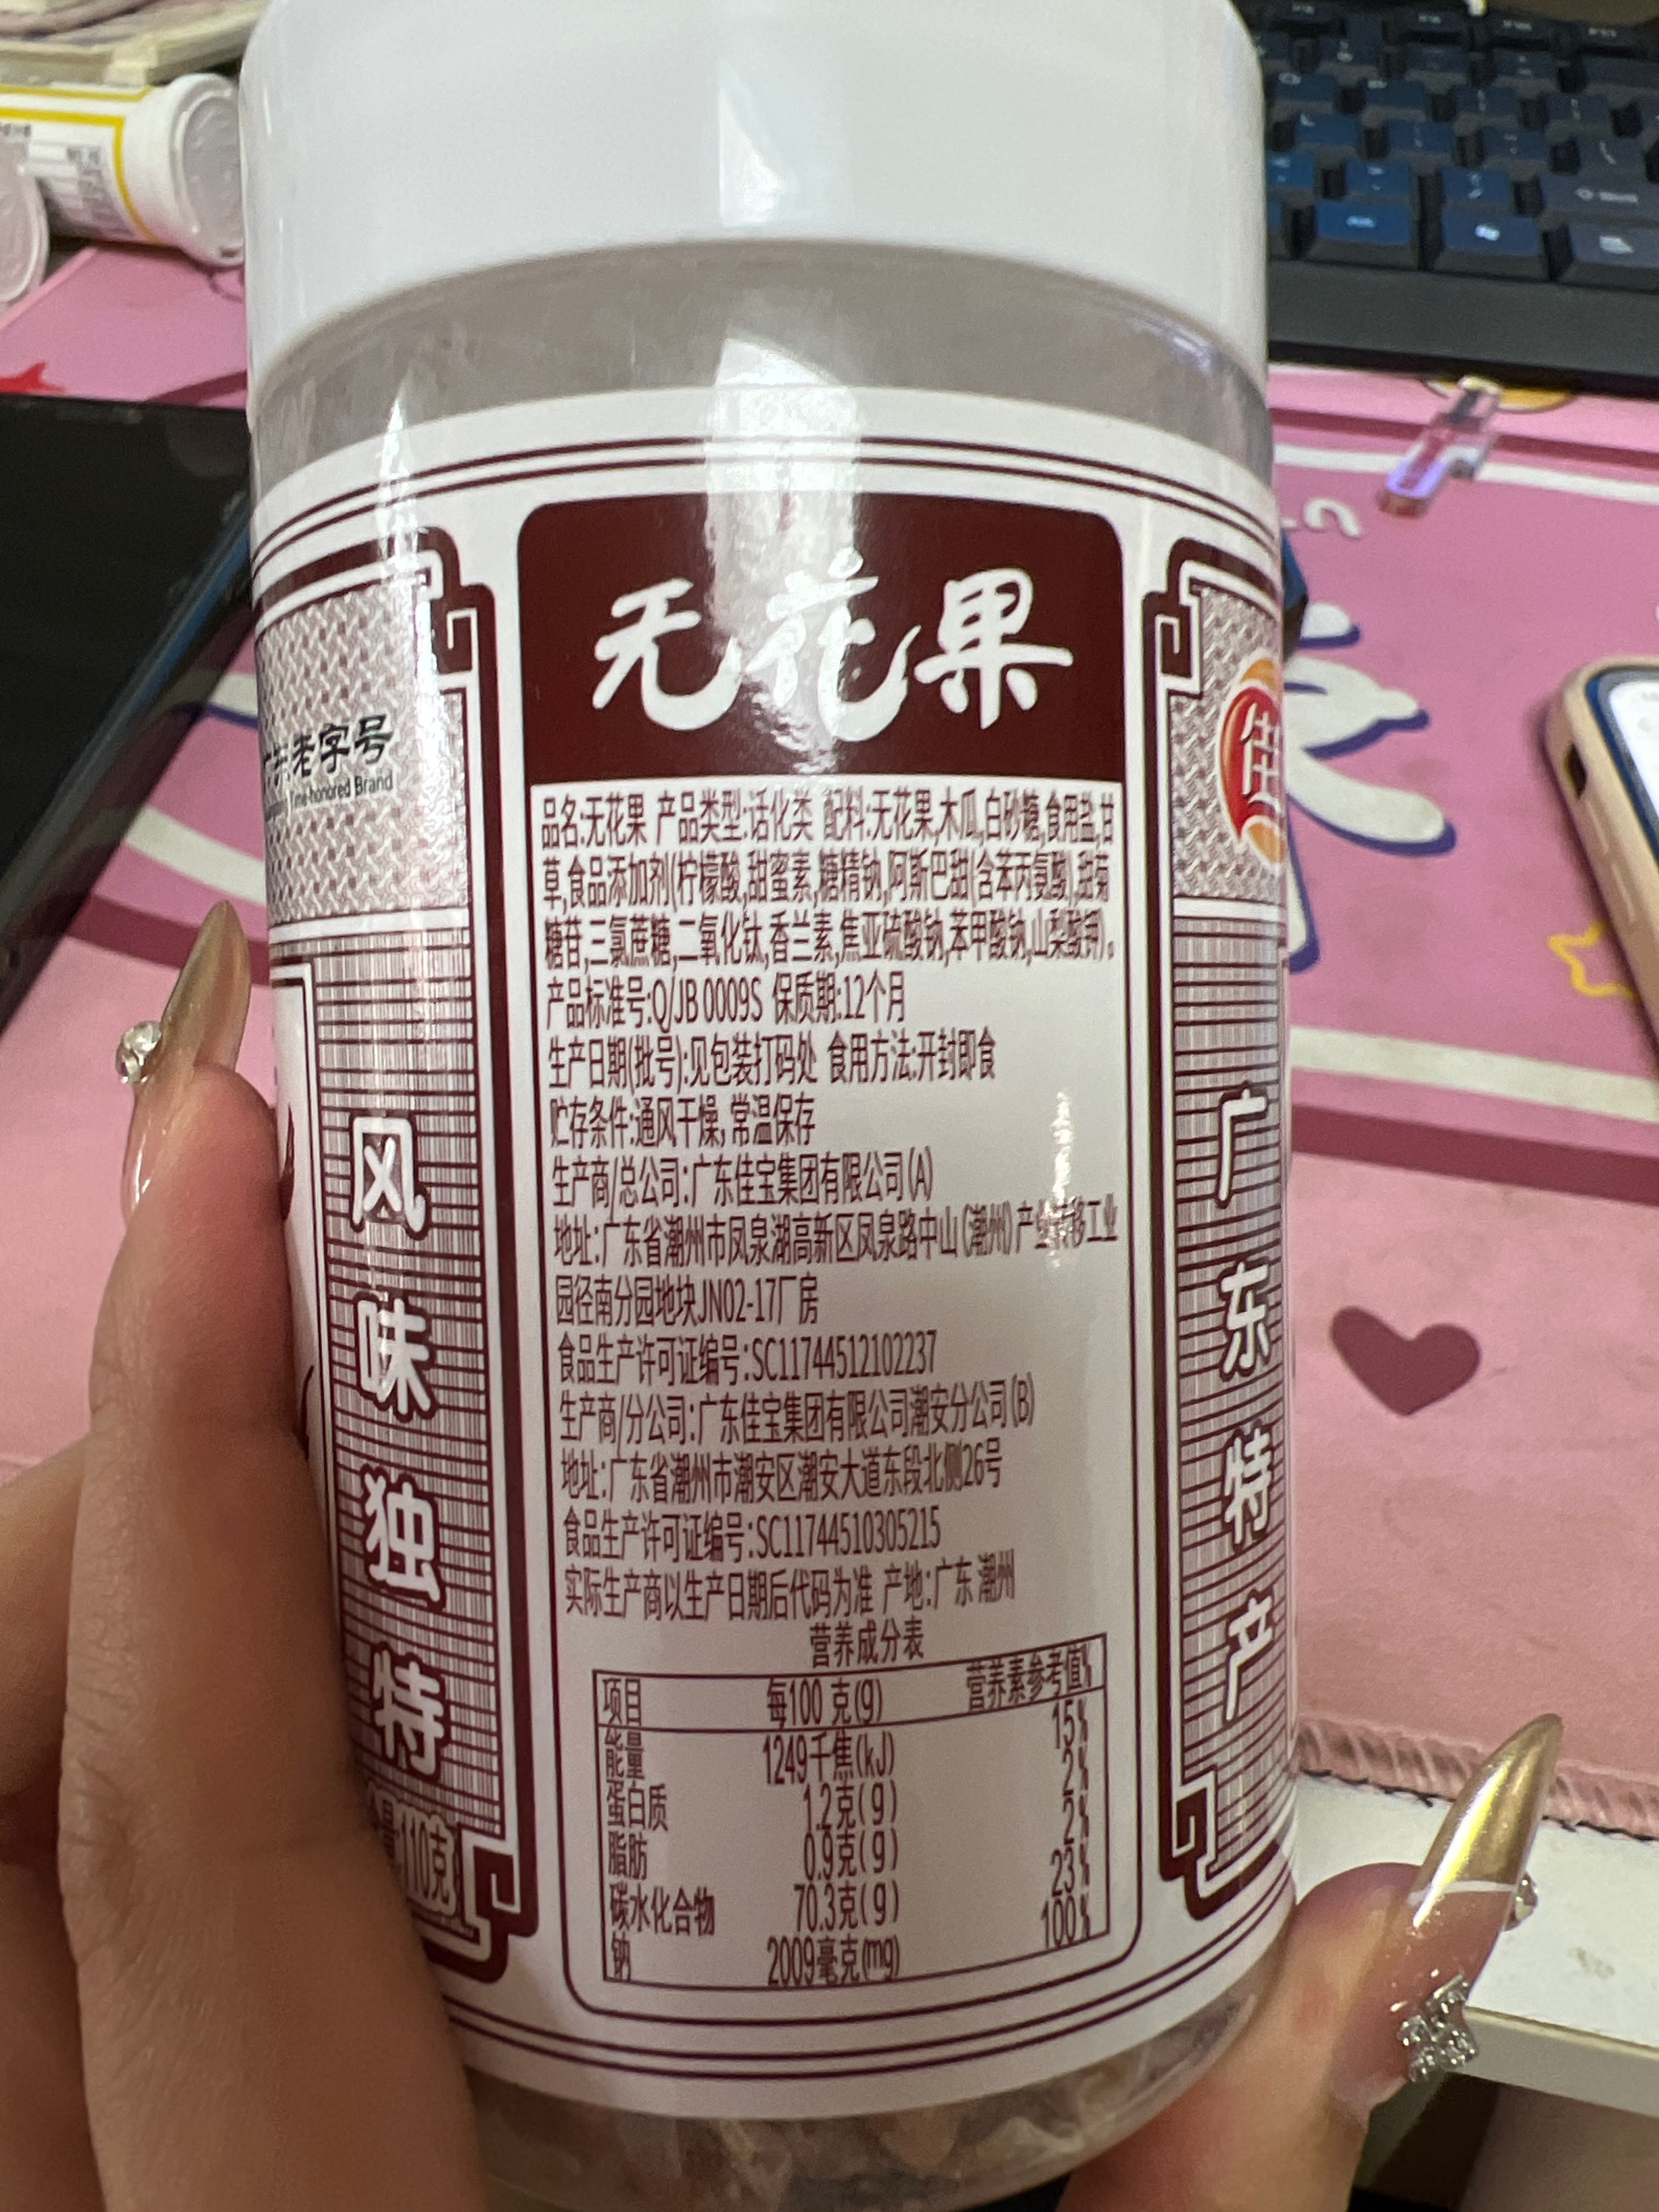 无花果
品名:无花果 产品类型:话化类 配料:无花果,木瓜,白砂糖,食用盐,甘
草,食品添加剂(柠檬酸,甜蜜素,糖精钠,阿斯巴甜(含苯丙氨酸),甜菊
糖苷,三氯蔗糖,二氧化钛,香兰素,焦亚硫酸钠,苯甲酸钠,山梨酸钾)。
产品标准号:Q/JB 0009S 保质期:12个月
生产日期(批号):见包装打码处 食用方法:开封即食
贮存条件:通风干燥,常温保存
生产商/总公司:广东佳宝集团有限公司(A)
地址:广东省潮州市凤泉湖高新区凤泉路中山(潮州)产业转移工业
园径南分园地块JN02-17厂房
食品生产许可证编号:SC11744512102237
生产商/分公司:广东佳宝集团有限公司潮安分公司(B)
地址:广东省潮州市潮安区潮安大道东段北侧26号
食品生产许可证编号:SC11744510305215
实际生产商以生产日期后代码为准 产地:广东 潮州
营养成分表
项目 每100 克(g) 营养素参考值%
能量 1249千焦(kJ) 15%
蛋白质 1.2克(g) 2%
脂肪 0.9克(g) 2%
碳水化合物 70.3克(g) 23%
钠 2009毫克(mg) 100%
广东老字号
Time-honored Brand
风味独特
量:110克
佳
广东特产